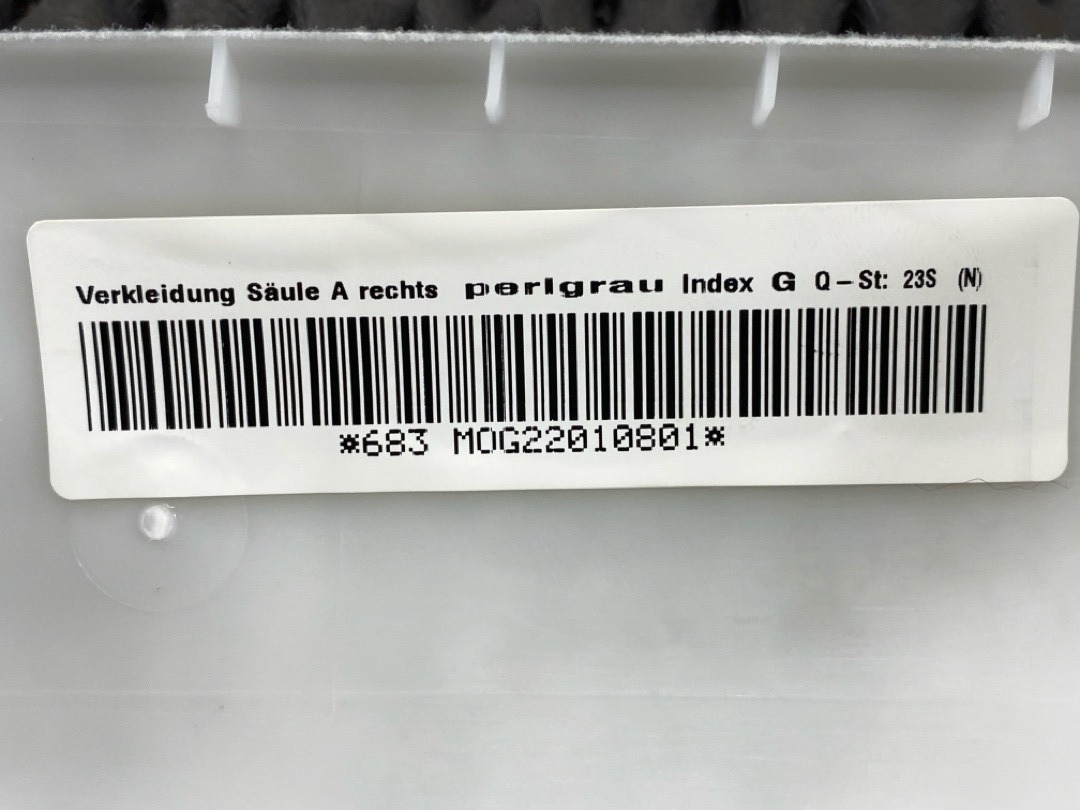 Verkleidung Säule A rechts perlgrau Index G Q-St: 23S (N)
*683 MOG22010801*